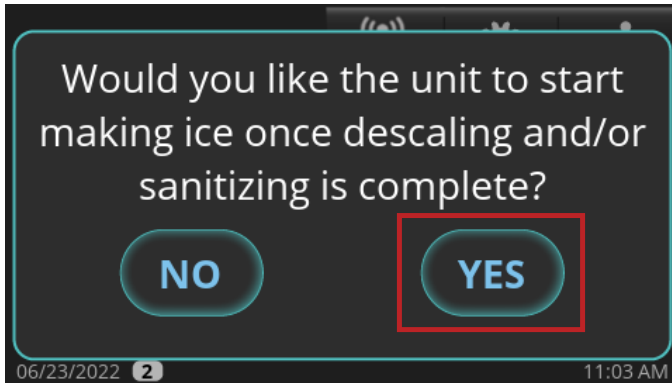 Would you like the unit to start
making ice once descaling and/or
sanitizing is complete?
NO YES
06/23/2022 2 11:03 AM